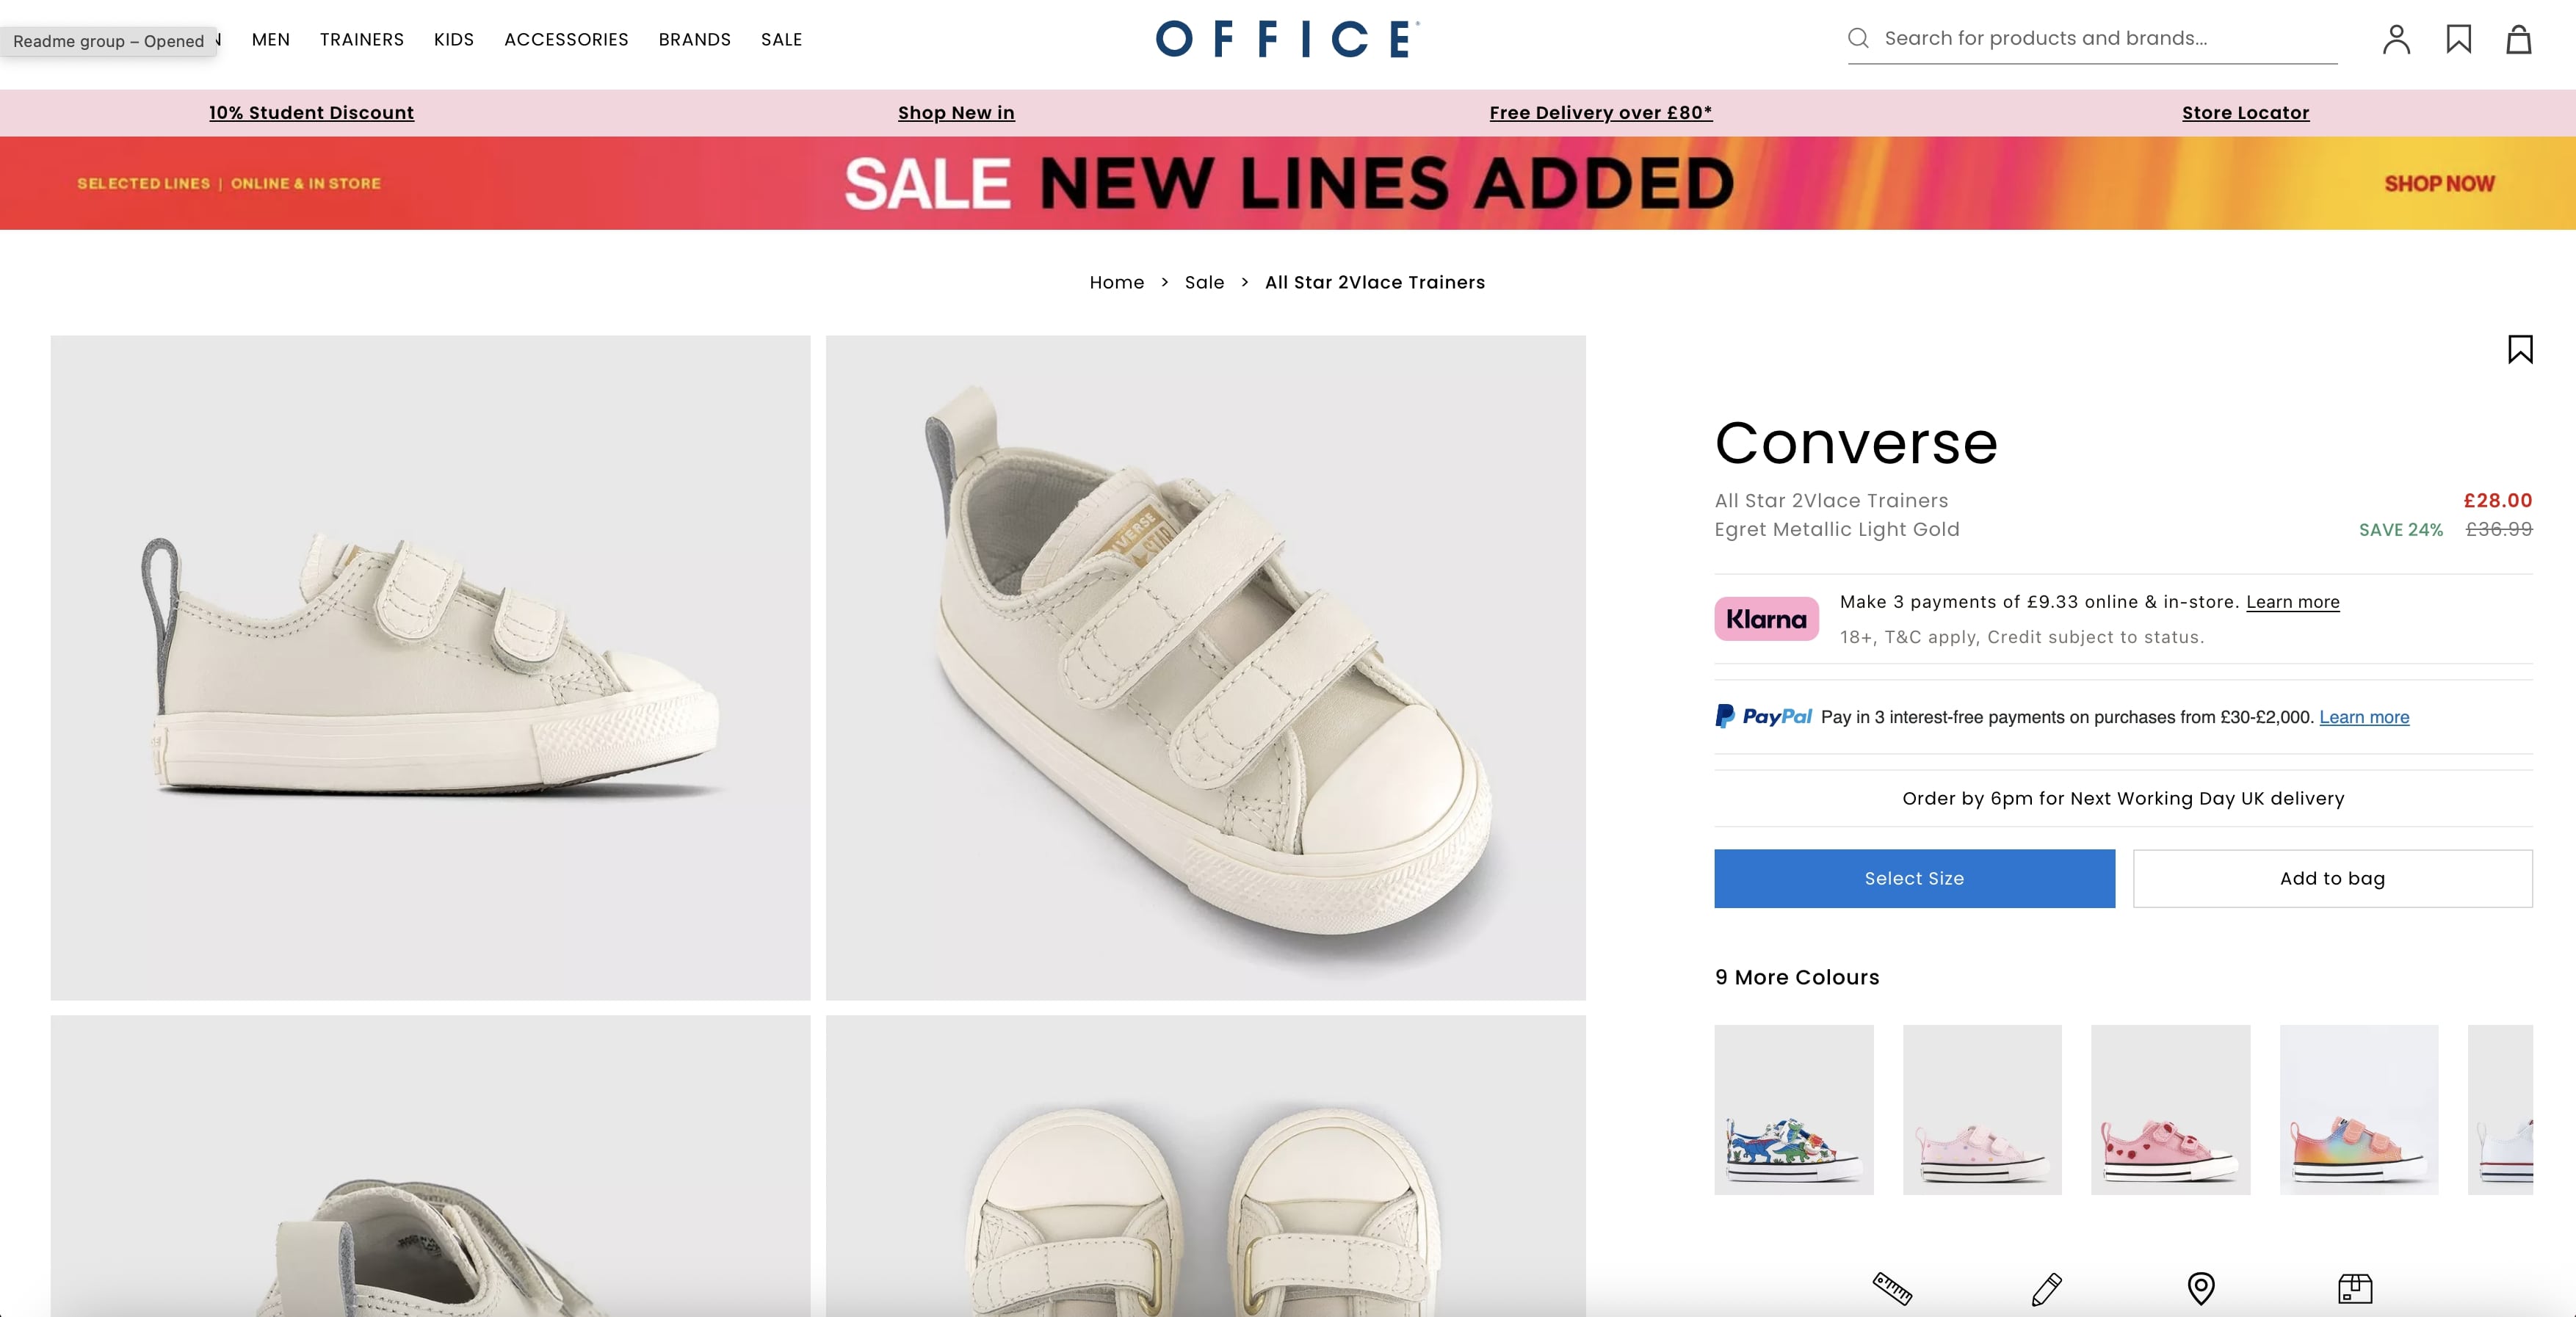 Readme group – Opened
MEN TRAINERS KIDS ACCESSORIES BRANDS SALE
OFFICE
Search for products and brands...
10% Student Discount
Shop New in
Free Delivery over £80*
Store Locator
SELECTED LINES | ONLINE & IN STORE
SALE NEW LINES ADDED
SHOP NOW
Home > Sale > All Star 2Vlace Trainers
Converse
All Star 2Vlace Trainers
£28.00
Egret Metallic Light Gold
SAVE 24% £36.99
Klarna
Make 3 payments of £9.33 online & in-store. Learn more
18+, T&C apply, Credit subject to status.
PayPal Pay in 3 interest-free payments on purchases from £30-£2,000. Learn more
Order by 6pm for Next Working Day UK delivery
Select Size
Add to bag
9 More Colours